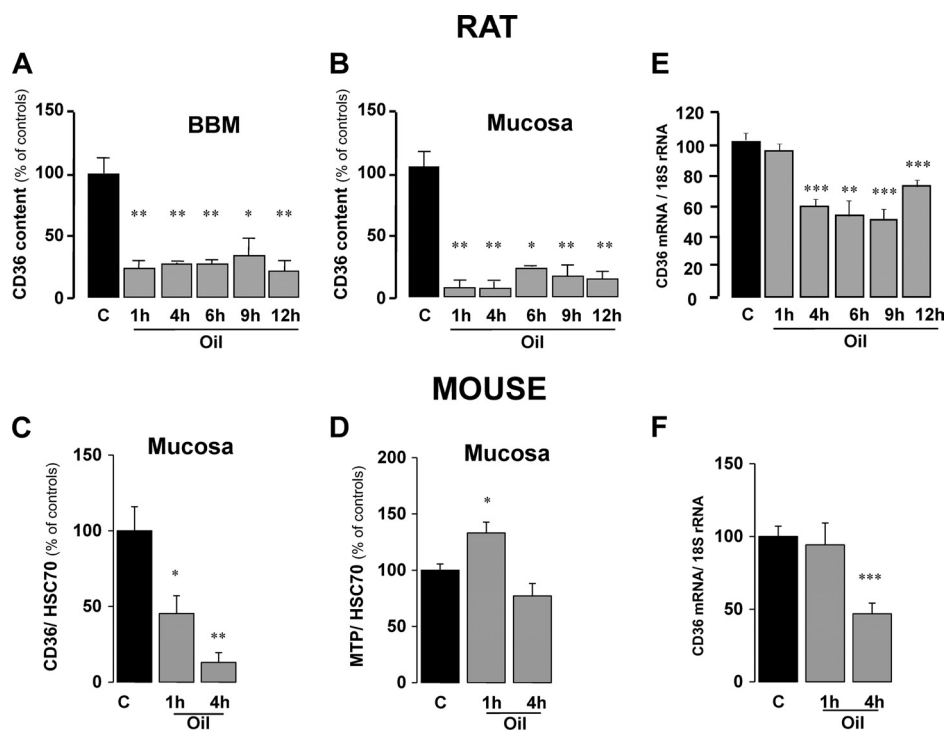 RAT
A
BBM
CD36 content (% of controls)
150
100
50
0
** ** ** * **
C 1h 4h 6h 9h 12h
Oil
B
Mucosa
CD36 content (% of controls)
150
100
50
0
** ** * ** **
C 1h 4h 6h 9h 12h
Oil
E
CD36 mRNA / 18S rRNA
120
100
80
60
40
20
0
*** ** *** ***
C 1h 4h 6h 9h 12h
Oil
MOUSE
C
Mucosa
CD36/ HSC70 (% of controls)
150
100
50
0
* **
C 1h 4h
Oil
D
Mucosa
MTP/ HSC70 (% of controls)
200
150
100
50
0
*
C 1h 4h
Oil
F
CD36 mRNA/ 18S rRNA
150
100
50
0
***
C 1h 4h
Oil